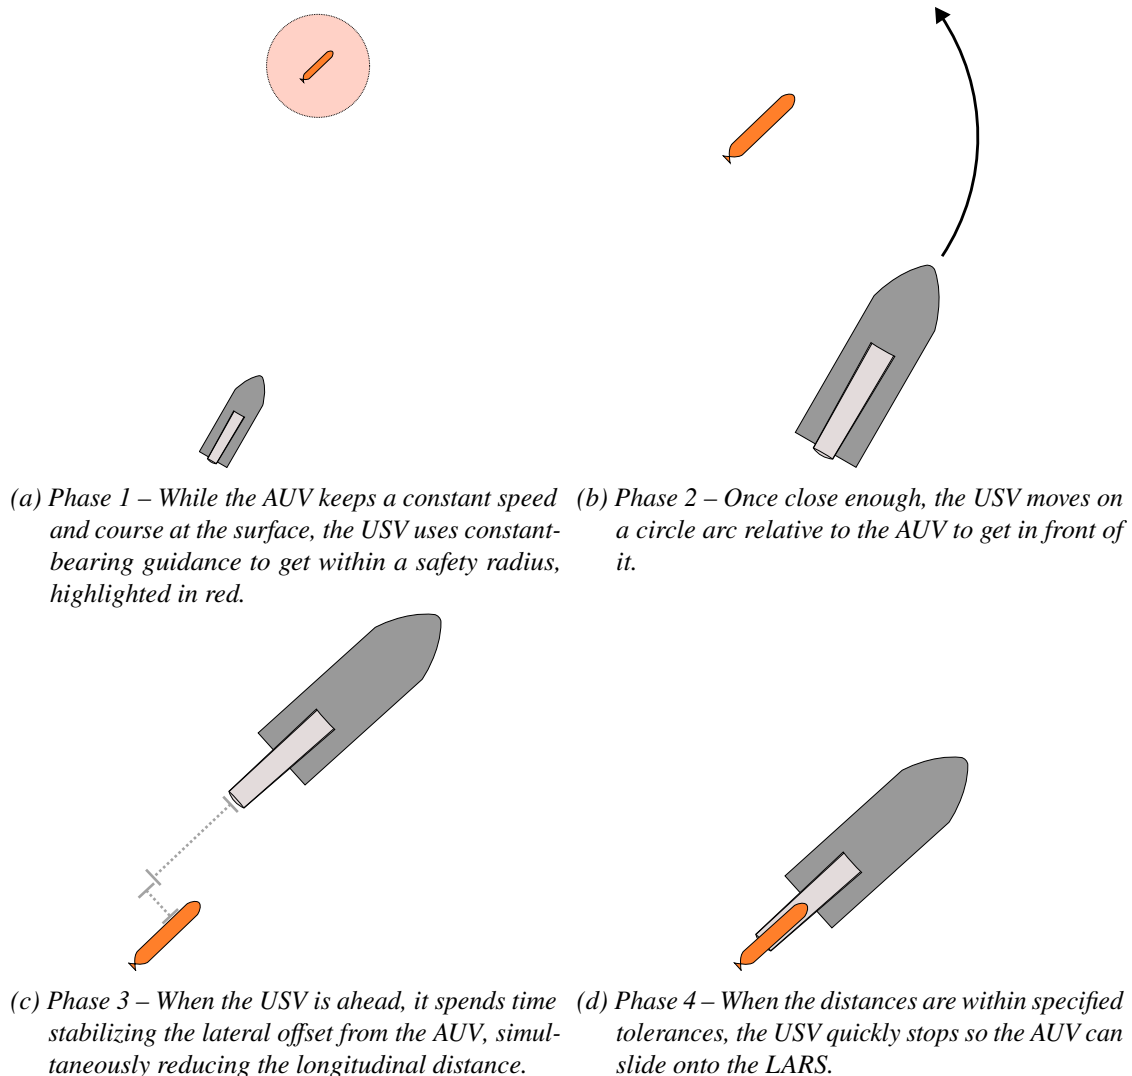 (a) Phase 1 – While the AUV keeps a constant speed
and course at the surface, the USV uses constant-
bearing guidance to get within a safety radius,
highlighted in red.
(b) Phase 2 – Once close enough, the USV moves on
a circle arc relative to the AUV to get in front of
it.
(c) Phase 3 – When the USV is ahead, it spends time
stabilizing the lateral offset from the AUV, simul-
taneously reducing the longitudinal distance.
(d) Phase 4 – When the distances are within specified
tolerances, the USV quickly stops so the AUV can
slide onto the LARS.